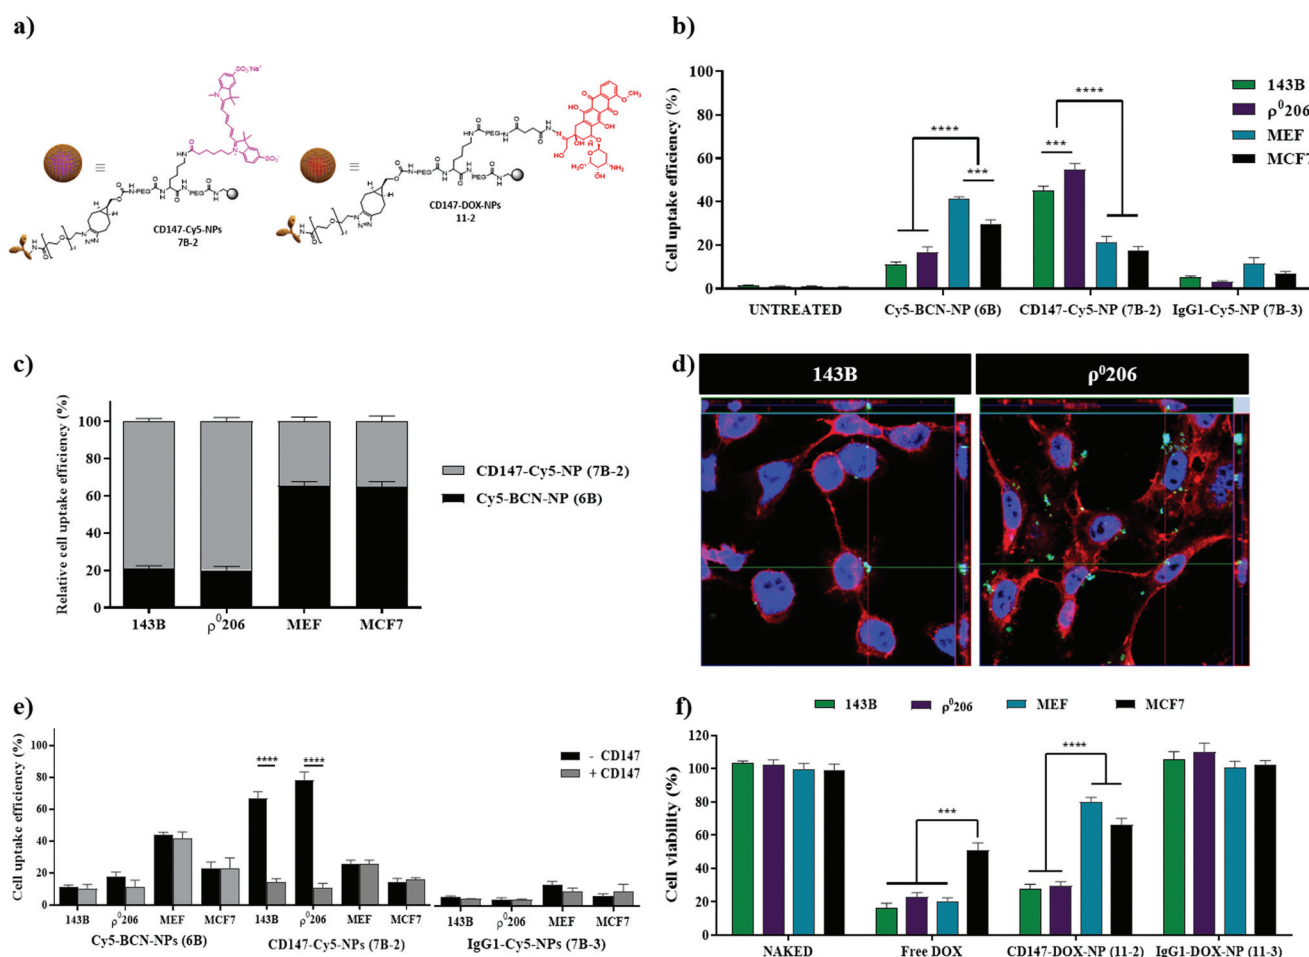 a)
SO₃⁻Na⁺
SO₃⁻
CD147-Cy5-NPs
7B-2
CD147-DOX-NPs
11-2
b)
Cell uptake efficiency (%)
100
80
60
40
20
0
****
***
***
****
143B
ρ⁰206
MEF
MCF7
UNTREATED
Cy5-BCN-NP (6B)
CD147-Cy5-NP (7B-2)
IgG1-Cy5-NP (7B-3)
c)
Relative cell uptake efficiency (%)
100
80
60
40
20
0
143B
ρ⁰206
MEF
MCF7
CD147-Cy5-NP (7B-2)
Cy5-BCN-NP (6B)
d)
143B
ρ⁰206
e)
Cell uptake efficiency (%)
100
80
60
40
20
0
****
****
- CD147
+ CD147
143B ρ⁰206 MEF MCF7 143B ρ⁰206 MEF MCF7 143B ρ⁰206 MEF MCF7
Cy5-BCN-NPs (6B)
CD147-Cy5-NPs (7B-2)
IgG1-Cy5-NPs (7B-3)
f)
143B
ρ⁰206
MEF
MCF7
Cell viability (%)
120
100
80
60
40
20
0
***
****
NAKED
Free DOX
CD147-DOX-NP (11-2)
IgG1-DOX-NP (11-3)